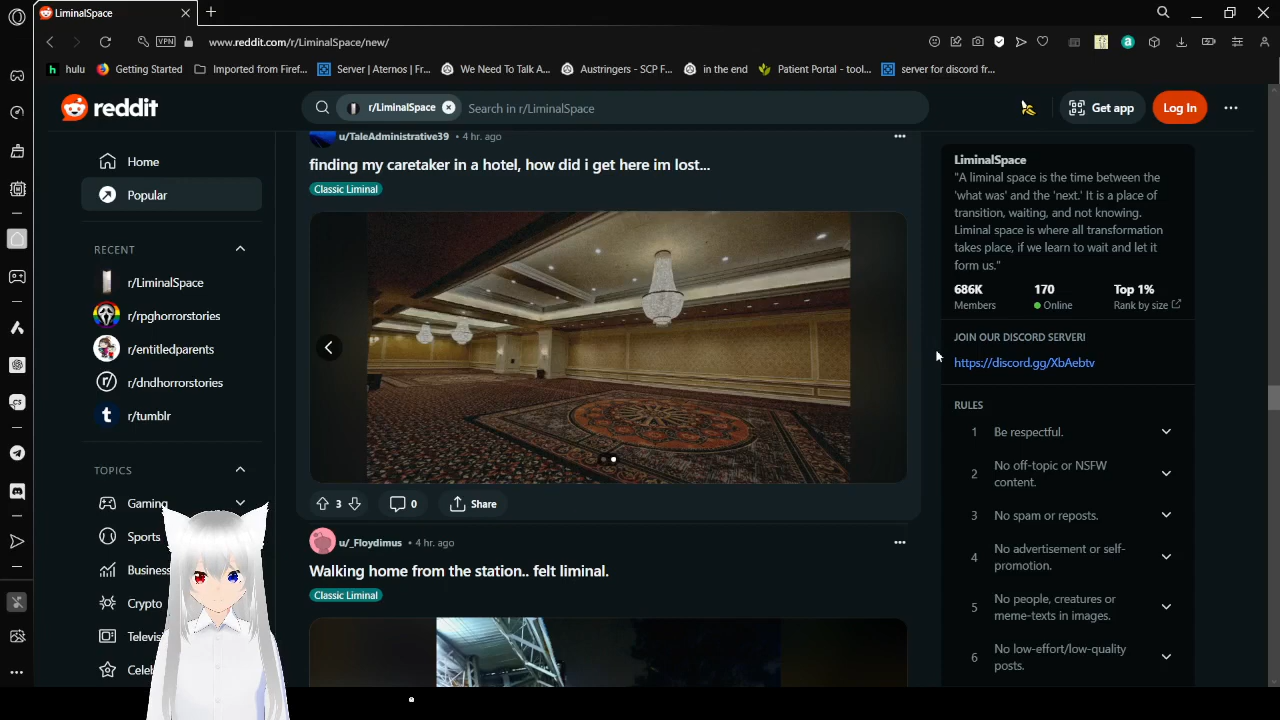 LiminalSpace
www.reddit.com/r/LiminalSpace/new/
VPN
h hulu
Getting Started
Imported from Firef...
Server | Aternos | Fr...
We Need To Talk A...
Austringers - SCP F...
in the end
Patient Portal - tool...
server for discord fr...
reddit
r/LiminalSpace
Search in r/LiminalSpace
Get app
Log In
Home
Popular
RECENT
r/LiminalSpace
r/rpghorrorstories
r/entitledparents
r/dndhorrorstories
r/tumblr
TOPICS
Gaming
Sports
Business
Crypto
Televisi
Celeb
u/TaleAdministrative39 • 4 hr. ago
finding my caretaker in a hotel, how did i get here im lost...
Classic Liminal
3
0
Share
u/_Floydimus • 4 hr. ago
Walking home from the station.. felt liminal.
Classic Liminal
LiminalSpace
"A liminal space is the time between the
'what was' and the 'next.' It is a place of
transition, waiting, and not knowing.
Liminal space is where all transformation
takes place, if we learn to wait and let it
form us."
686K 170 Top 1%
Members Online Rank by size
JOIN OUR DISCORD SERVER!
https://discord.gg/XbAebtv
RULES
1 Be respectful.
2 No off-topic or NSFW
content.
3 No spam or reposts.
4 No advertisement or self-
promotion.
5 No people, creatures or
meme-texts in images.
6 No low-effort/low-quality
posts.